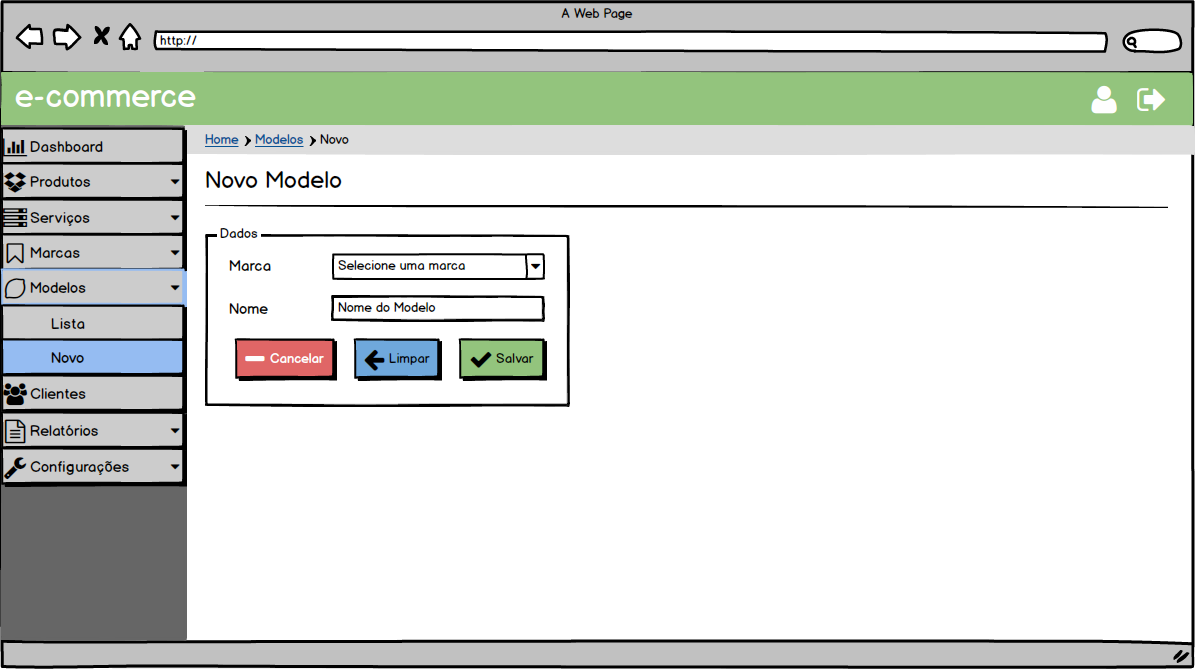 A Web Page
http://
e-commerce
Home Modelos Novo
Dashboard
Produtos
Serviços
Marcas
Modelos
Lista
Novo
Clientes
Relatórios
Configurações
Novo Modelo
Dados
Marca Selecione uma marca
Nome Nome do Modelo
Cancelar Limpar Salvar